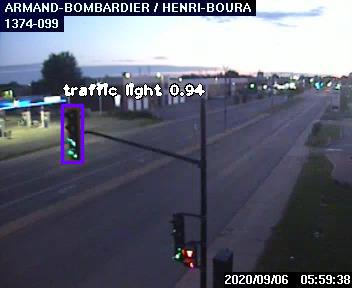 ARMAND-BOMBARDIER / HENRI-BOURA
1374-099
traffic light 0.94
2020/09/06 05:59:38